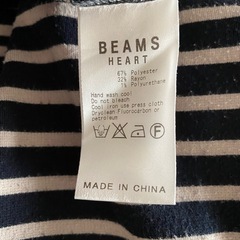 BEAMS
HEART
67% Polyester
32% Rayon
1% Polyurethane
Hand wash cool
Do not bleach
Cool iron use press cloth
Dryclean Fluorocarbon or
petroleum
F
MADE IN CHINA